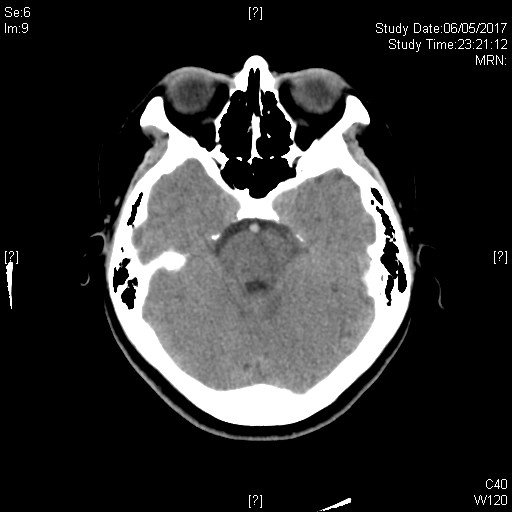 Se:6
Im:9
[?]
Study Date:06/05/2017
Study Time:23:21:12
MRN:
[?]
[?]
[?]
C40
W120